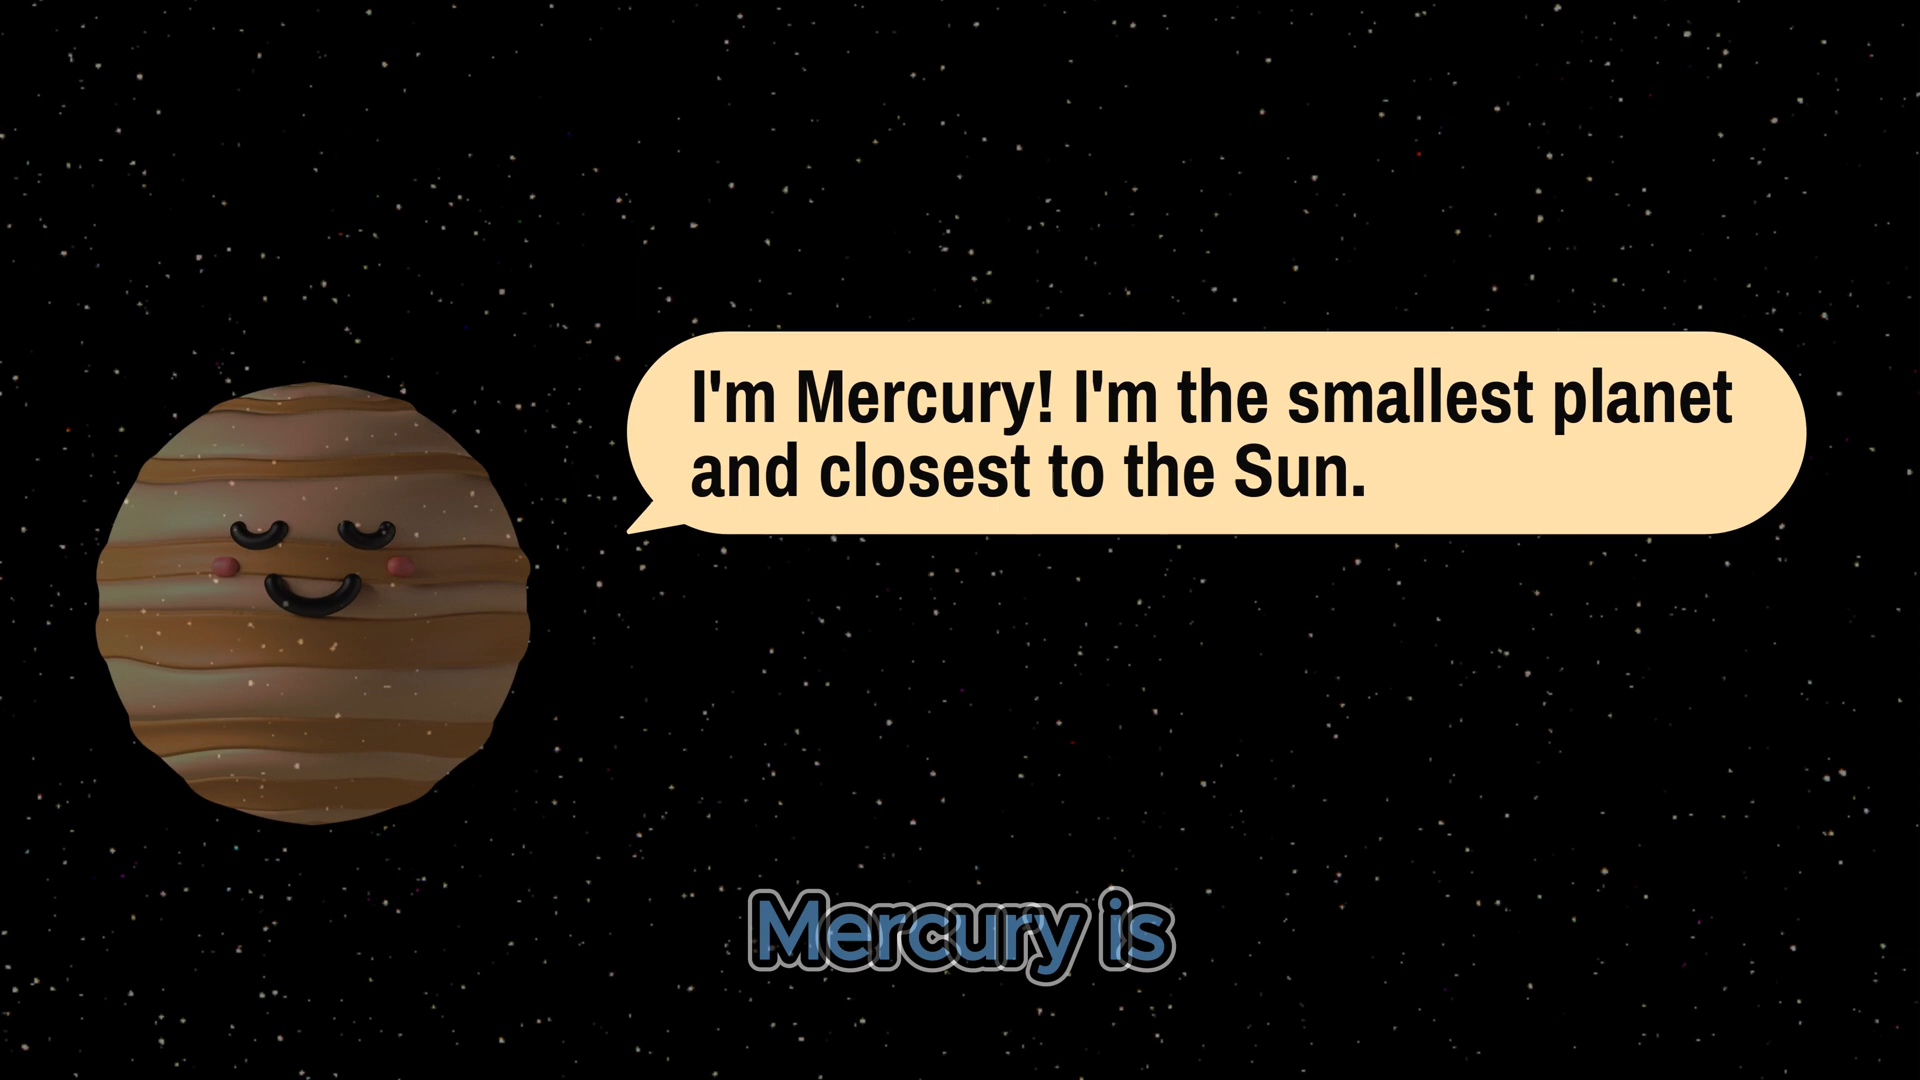 I'm Mercury! I'm the smallest planet
and closest to the Sun.
Mercury is